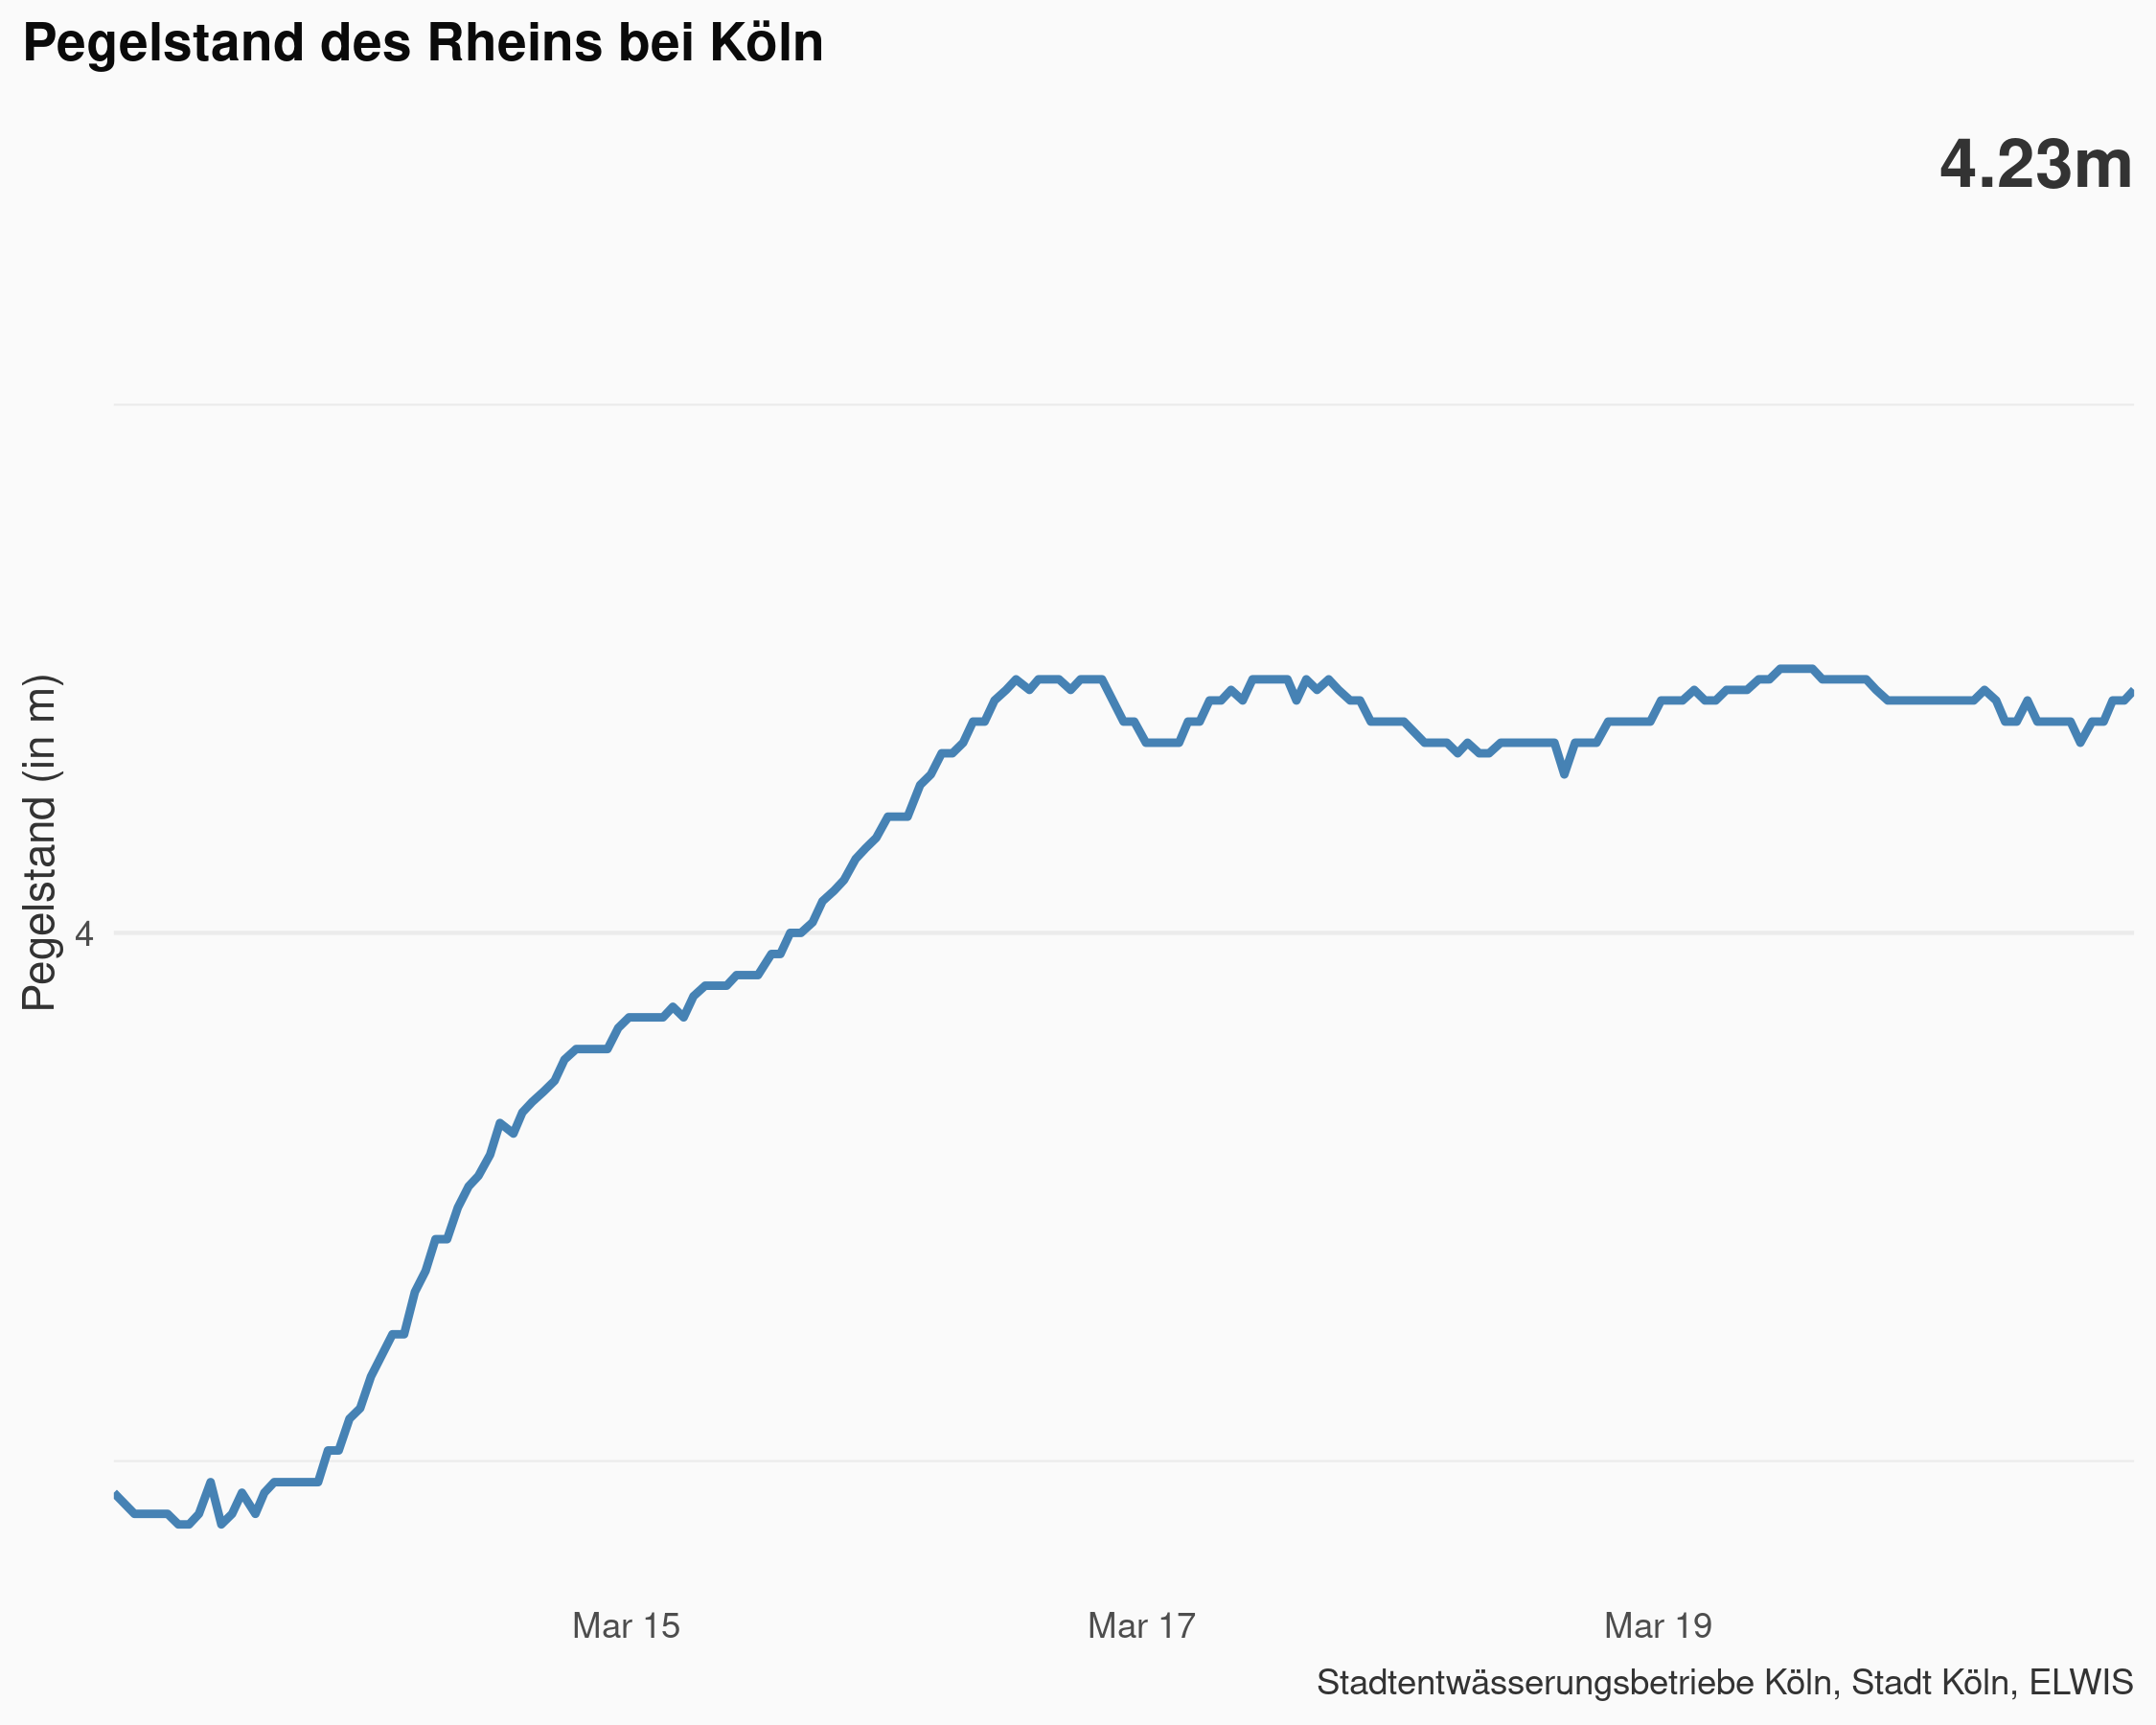 Pegelstand des Rheins bei Köln
4.23m
Pegelstand (in m)
4
Mar 15
Mar 17
Mar 19
Stadtentwässerungsbetriebe Köln, Stadt Köln, ELWIS